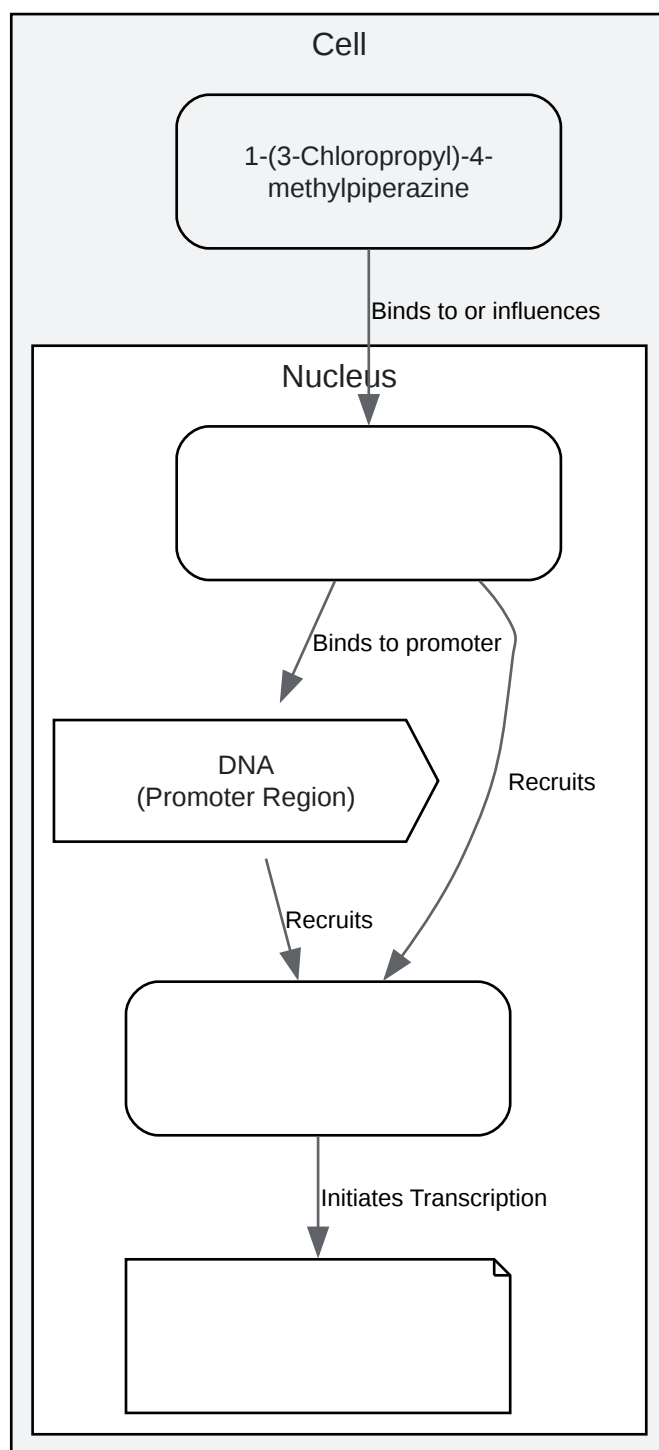 Cell
1-(3-Chloropropyl)-4-
methylpiperazine
Binds to or influences
Nucleus
Binds to promoter
DNA
(Promoter Region)
Recruits
Recruits
Initiates Transcription